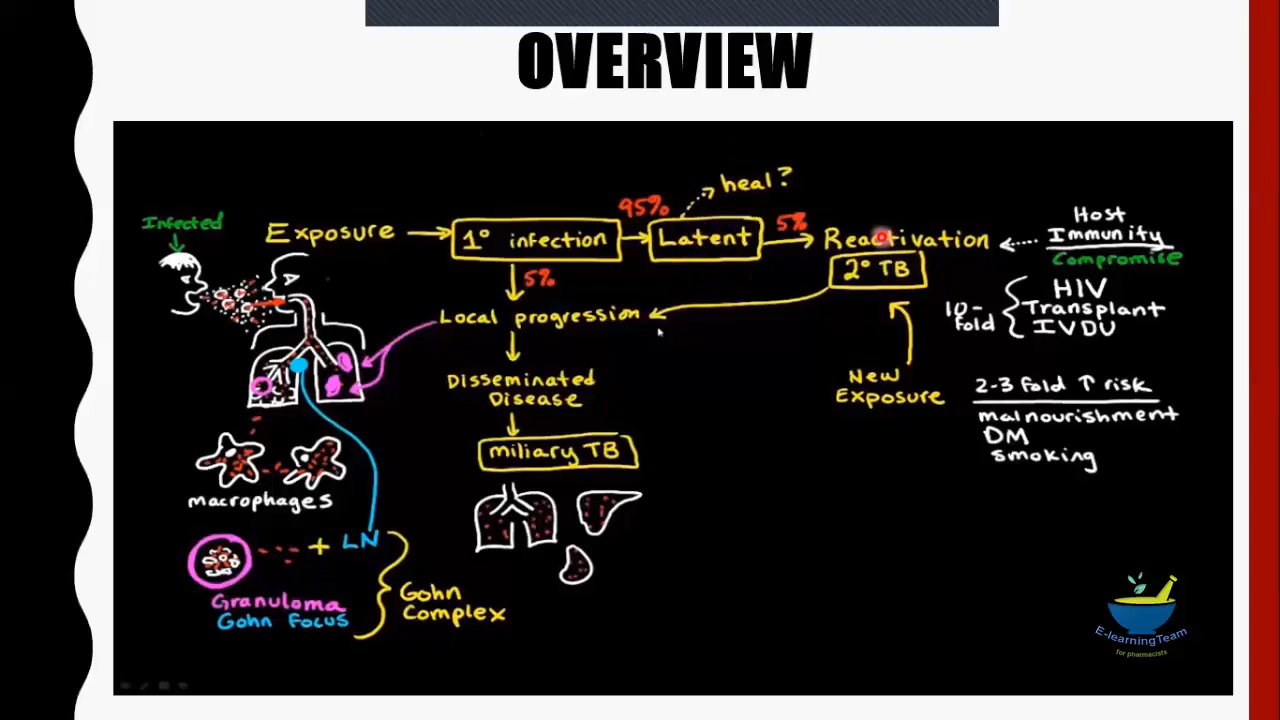 OVERVIEW
Infected
Exposure
1° infection
95%
Latent
heal?
5%
Reactivation
2° TB
Host
Immunity
Compromise
10-
fold
HIV
Transplant
IVDU
New
Exposure
2-3 fold ↑ risk
malnourishment
DM
smoking
5%
Local progression
Disseminated
Disease
miliary TB
macrophages
+ LN
Granuloma
Gohn Focus
Gohn
Complex
E-learningTeam
for pharmacists